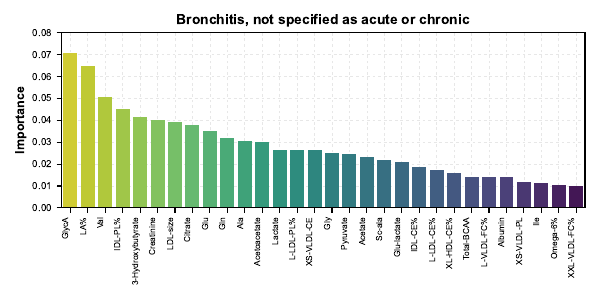 Bronchitis, not specified as acute or chronic
Importance
0.08
0.07
0.06
0.05
0.04
0.03
0.02
0.01
0.00
GlycA
LA%
Val
IDL-PL%
3-Hydroxybutyrate
Creatinine
LDL-size
Citrate
Glu
Gln
Ala
Acetoacetate
Lactate
L-LDL-PL%
XS-VLDL-CE
Gly
Pyruvate
Acetate
Sc-ala
Glu-lactate
IDL-CE%
L-LDL-CE%
XL-HDL-CE%
Total-BCAA
L-VLDL-FC%
Albumin
XS-VLDL-PL
Ile
Omega-6%
XXL-VLDL-FC%